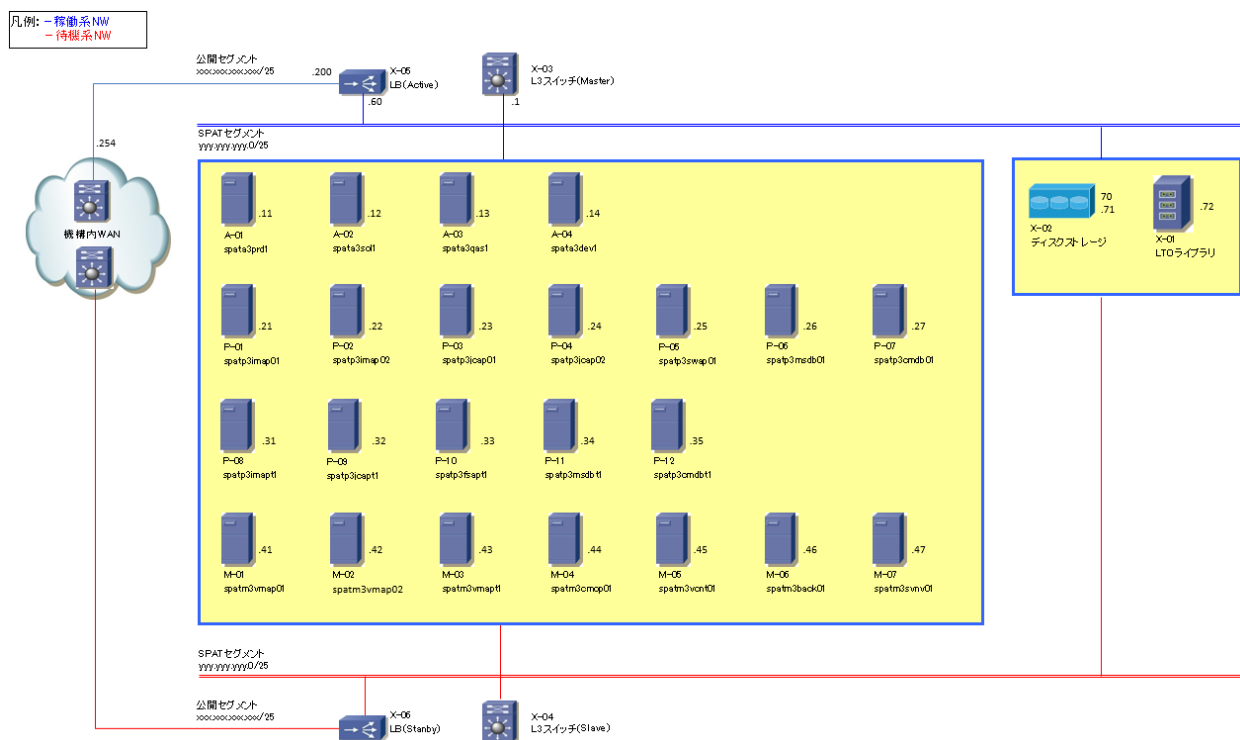 凡例: −稼働系NW
−待機系NW
公開セグメント
xxx.xxx.xxx.xxx/25
.200
X-05
LB(Active)
.60
X-03
L3スイッチ(Master)
.1
SPATセグメント
yyy.yyy.yyy.0/25
.254
機構内WAN
.11
A-01
spata3prd1
.12
A-02
spata3sol1
.13
A-03
spata3qas1
.14
A-04
spata3dev1
70
.71
X-02
ディスクストレージ
.72
X-01
LTOライブラリ
.21
P-01
spatp3imap01
.22
P-02
spatp3imap02
.23
P-03
spatp3jcap01
.24
P-04
spatp3jcap02
.25
P-05
spatp3swap01
.26
P-06
spatp3msdb01
.27
P-07
spatp3cmdb01
.31
P-08
spatp3imapt1
.32
P-09
spatp3jcapt1
.33
P-10
spatp3fsapt1
.34
P-11
spatp3msdbt1
.35
P-12
spatp3cmdbt1
.41
M-01
spatm3vmap01
.42
M-02
spatm3vmap02
.43
M-03
spatm3vmapt1
.44
M-04
spatm3cmop01
.45
M-05
spatm3vcnt01
.46
M-06
spatm3back01
.47
M-07
spatm3svnv01
SPATセグメント
yyy.yyy.yyy.0/25
公開セグメント
xxx.xxx.xxx.xxx/25
X-06
LB(Stanby)
X-04
L3スイッチ(Slave)